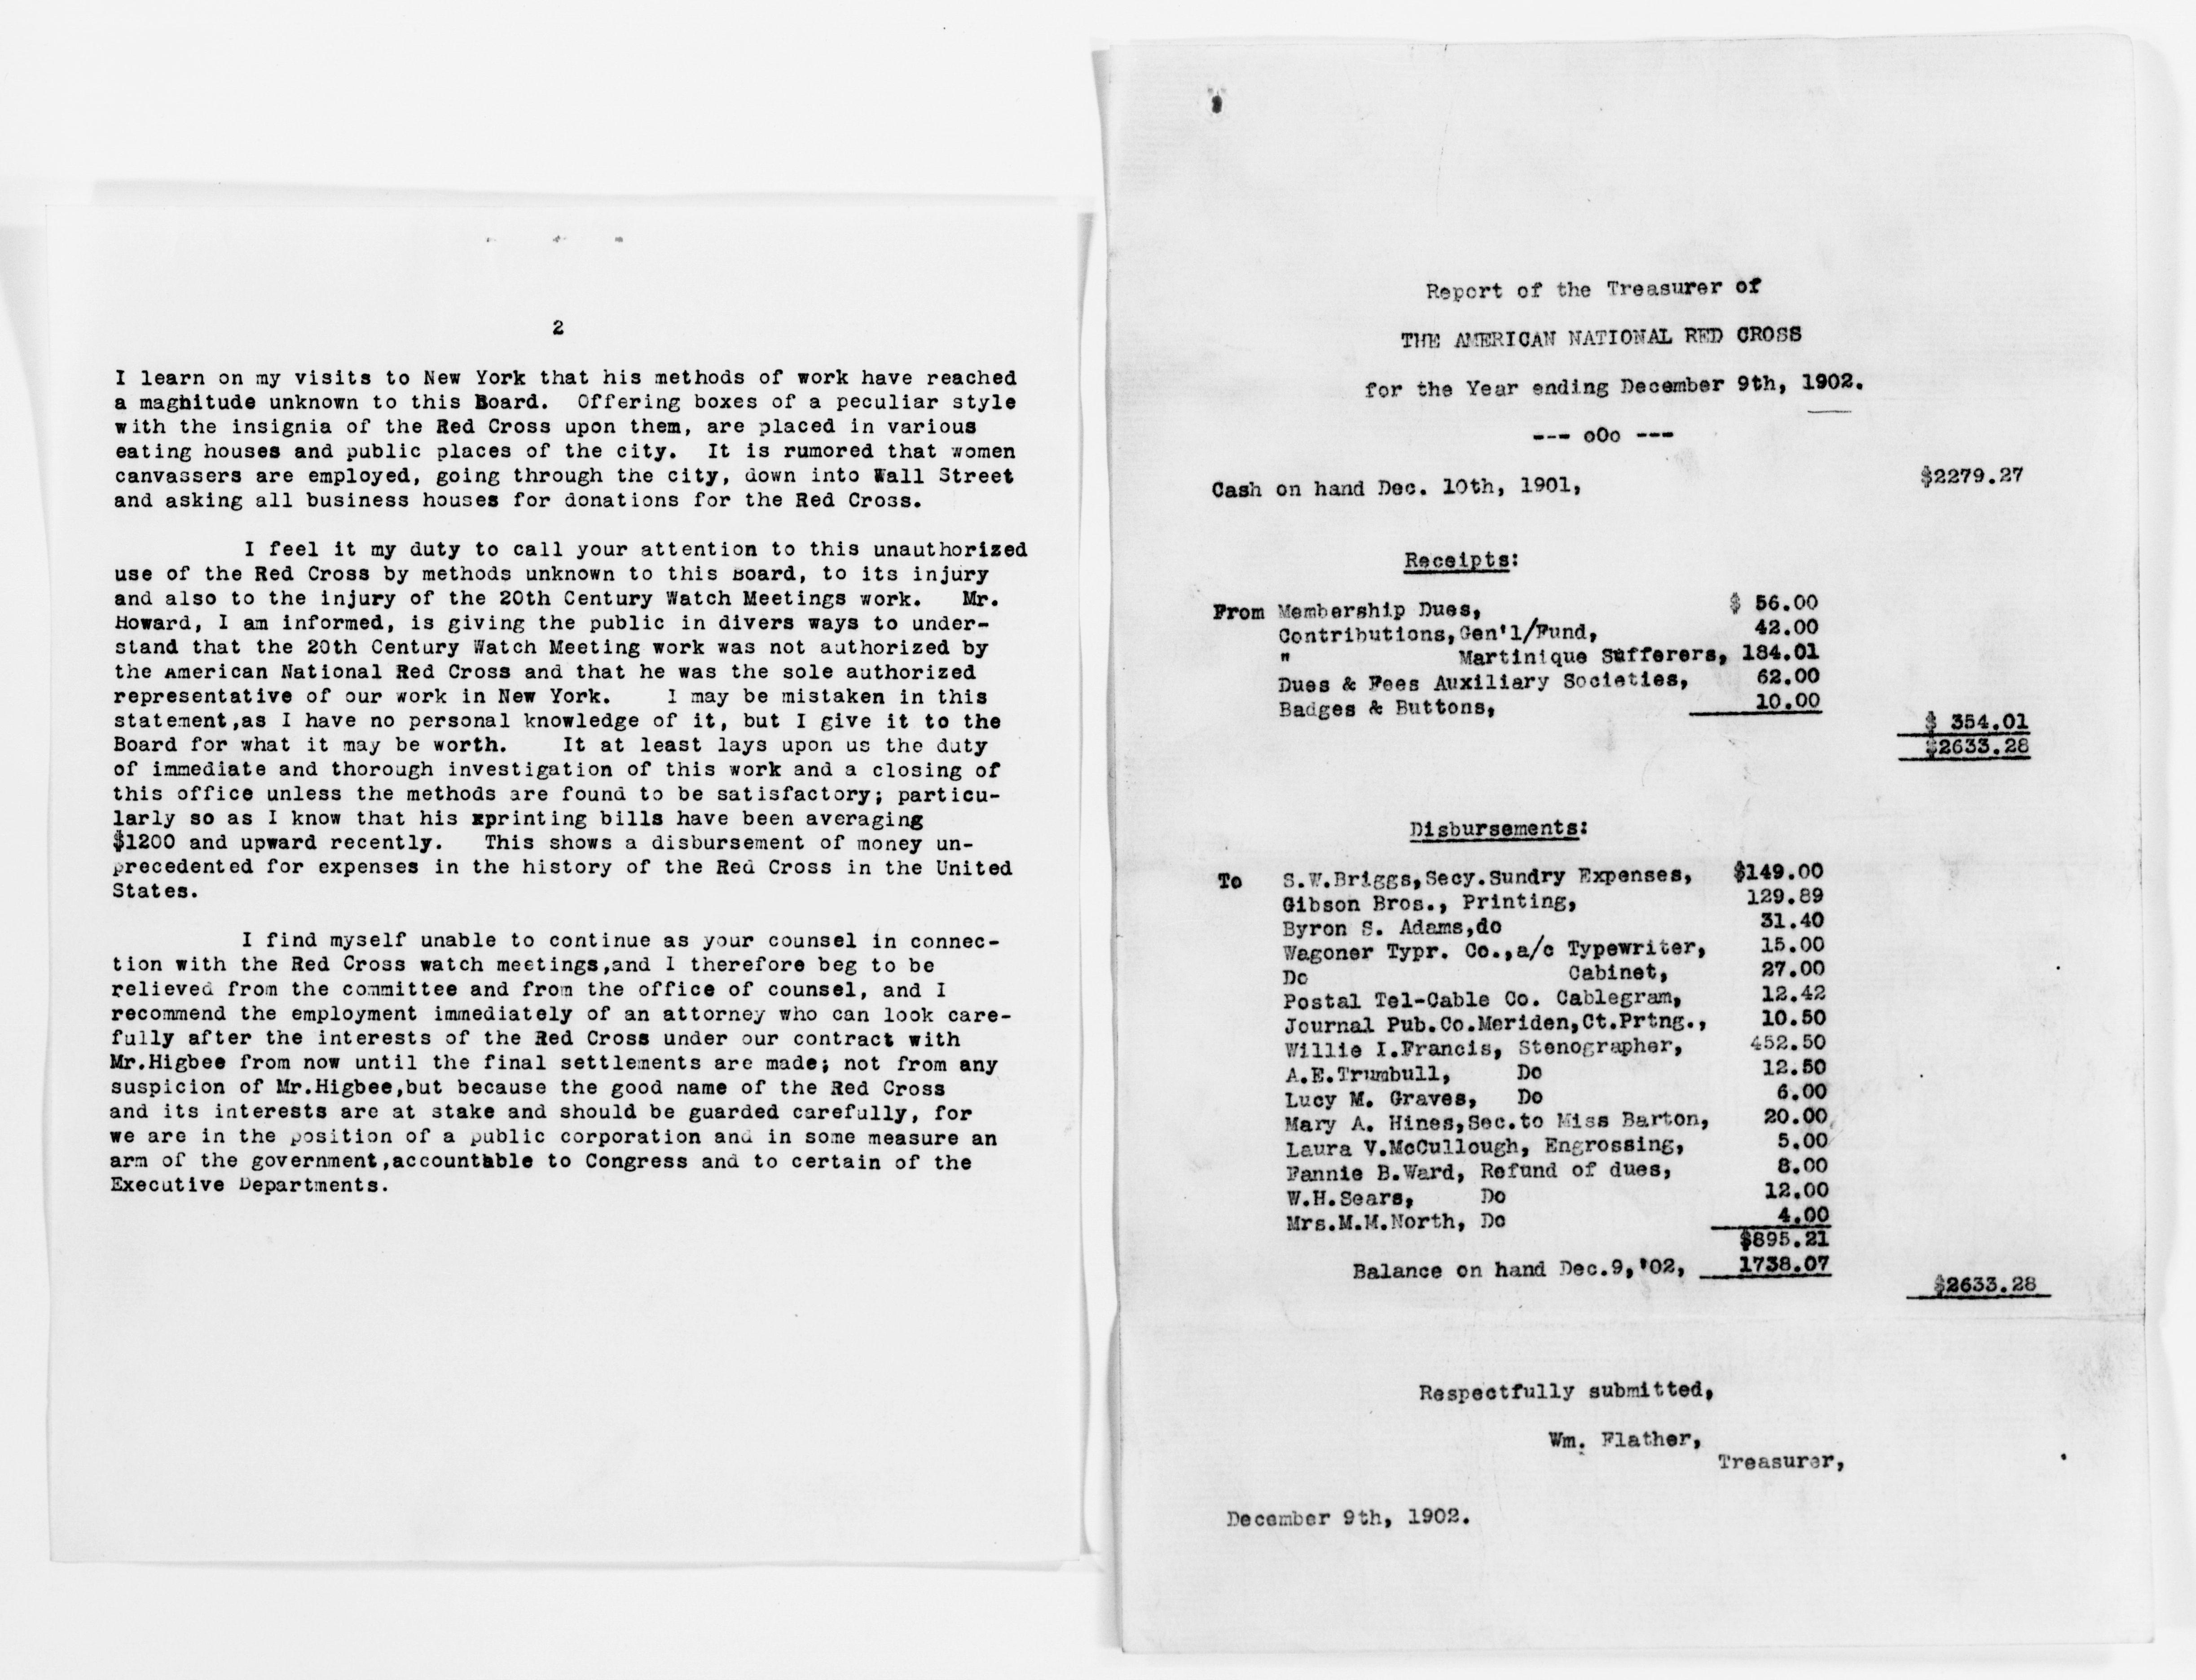 2
I learn on my visits to New York that his methods of work have reached
a maghitude unknown to this Board. Offering boxes of a peculiar style
with the insignia of the Red Cross upon them, are placed in various
eating houses and public places of the city. It is rumored that women
canvassers are employed, going through the city, down into Wall Street
and asking all business houses for donations for the Red Cross.
I feel it my duty to call your attention to this unauthorized
use of the Red Cross by methods unknown to this Board, to its injury
and also to the injury of the 20th Century Watch Meetings work. Mr.
Howard, I am informed, is giving the public in divers ways to under-
stand that the 20th Century Watch Meeting work was not authorized by
the American National Red Cross and that he was the sole authorized
representative of our work in New York. I may be mistaken in this
statement,as I have no personal knowledge of it, but I give it to the
Board for what it may be worth. It at least lays upon us the duty
of immediate and thorough investigation of this work and a closing of
this office unless the methods are found to be satisfactory; particu-
larly so as I know that his xprinting bills have been averaging
$1200 and upward recently. This shows a disbursement of money un-
precedented for expenses in the history of the Red Cross in the United
States.
I find myself unable to continue as your counsel in connec-
tion with the Red Cross watch meetings,and I therefore beg to be
relieved from the committee and from the office of counsel, and I
recommend the employment immediately of an attorney who can look care-
fully after the interests of the Red Cross under our contract with
Mr.Higbee from now until the final settlements are made; not from any
suspicion of Mr.Higbee,but because the good name of the Red Cross
and its interests are at stake and should be guarded carefully, for
we are in the position of a public corporation and in some measure an
arm of the government,accountable to Congress and to certain of the
Executive Departments.
Report of the Treasurer of
THE AMERICAN NATIONAL RED CROSS
for the Year ending December 9th, 1902.
--- oOo ---
Cash on hand Dec. 10th, 1901, $2279.27
Receipts:
From Membership Dues, $ 56.00
Contributions,Gen'l/Fund, 42.00
" Martinique Sufferers, 184.01
Dues & Fees Auxiliary Societies, 62.00
Badges & Buttons, 10.00
$ 354.01
$2633.28
Disbursements:
To S.W.Briggs,Secy.Sundry Expenses, $149.00
Gibson Bros., Printing, 129.89
Byron S. Adams,do 31.40
Wagoner Typr. Co.,a/c Typewriter, 15.00
Do Cabinet, 27.00
Postal Tel-Cable Co. Cablegram, 12.42
Journal Pub.Co.Meriden,Ct.Prtng., 10.50
Willie I.Francis, Stenographer, 452.50
A.E.Trumbull, Do 12.50
Lucy M. Graves, Do 6.00
Mary A. Hines,Sec.to Miss Barton, 20.00
Laura V.McCullough, Engrossing, 5.00
Fannie B.Ward, Refund of dues, 8.00
W.H.Sears, Do 12.00
Mrs.M.M.North, Do 4.00
$895.21
Balance on hand Dec.9,'02, 1738.07
$2633.28
Respectfully submitted,
Wm. Flather,
Treasurer,
December 9th, 1902.